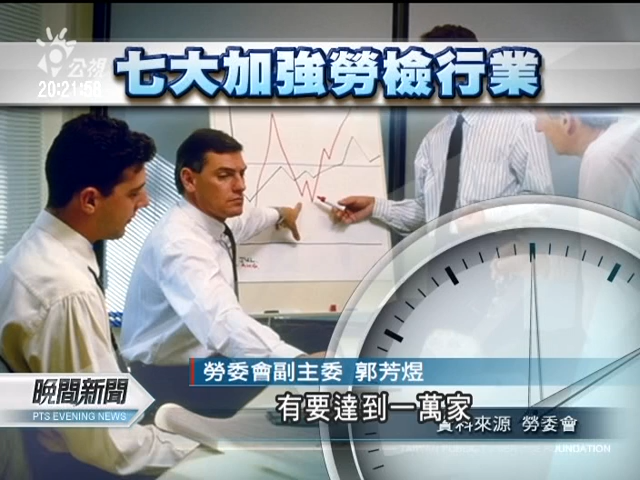 公視
20:21:58
七大加強勞檢行業
勞委會副主委 郭芳煜
晚間新聞
PTS EVENING NEWS
有要達到一萬家
資料來源 勞委會
FOUNDATION